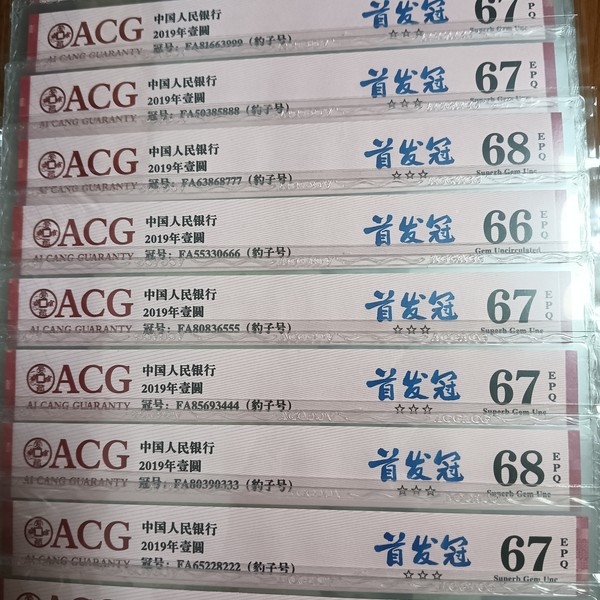 ACG
AI CANG GUARANTY
中国人民银行
2019年壹圆
冠号：FA81663999（豹子号）
首发冠
☆☆☆
67
EPQ
Superb Gem Unc
ACG
AI CANG GUARANTY
中国人民银行
2019年壹圆
冠号：FA50385888（豹子号）
首发冠
☆☆☆
67
EPQ
Superb Gem Unc
ACG
AI CANG GUARANTY
中国人民银行
2019年壹圆
冠号：FA63868777（豹子号）
首发冠
☆☆☆
68
EPQ
Superb Gem Unc
ACG
AI CANG GUARANTY
中国人民银行
2019年壹圆
冠号：FA55330666（豹子号）
首发冠
66
EPQ
Gem Uncirculated
ACG
AI CANG GUARANTY
中国人民银行
2019年壹圆
冠号：FA80836555（豹子号）
首发冠
☆☆☆
67
EPQ
Superb Gem Unc
ACG
AI CANG GUARANTY
中国人民银行
2019年壹圆
冠号：FA85693444（豹子号）
首发冠
☆☆☆
67
EPQ
Superb Gem Unc
ACG
AI CANG GUARANTY
中国人民银行
2019年壹圆
冠号：FA80390333（豹子号）
首发冠
☆☆☆
68
EPQ
Superb Gem Unc
ACG
AI CANG GUARANTY
中国人民银行
2019年壹圆
冠号：FA65228222（豹子号）
首发冠
☆☆☆
67
EPQ
Superb Gem Unc